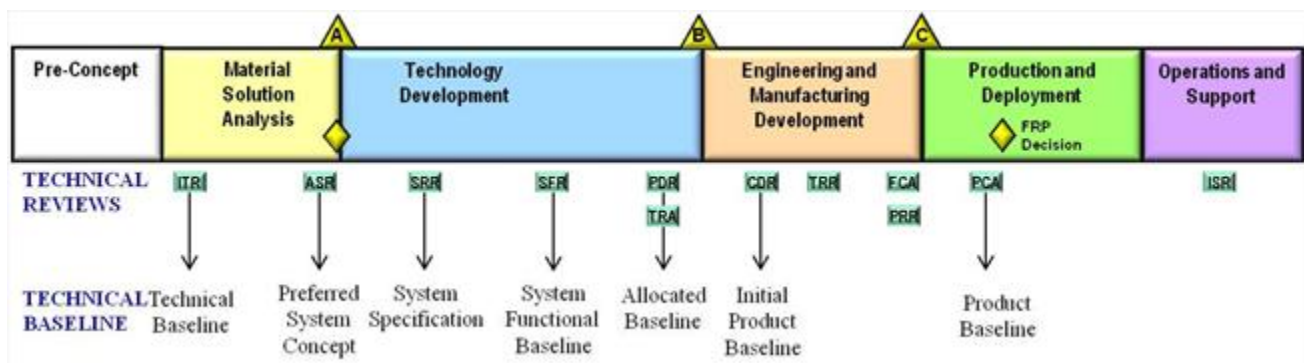 A
B
C
Pre-Concept
Material
Solution
Analysis
Technology
Development
Engineering and
Manufacturing
Development
Production and
Deployment
FRP
Decision
Operations and
Support
TECHNICAL
REVIEWS
ITR
ASR
SRR
SFR
PDR
TRA
CDR
TRR
FCA
PRR
PCA
ISR
TECHNICAL
BASELINE
Technical
Baseline
Preferred
System
Concept
System
Specification
System
Functional
Baseline
Allocated
Baseline
Initial
Product
Baseline
Product
Baseline